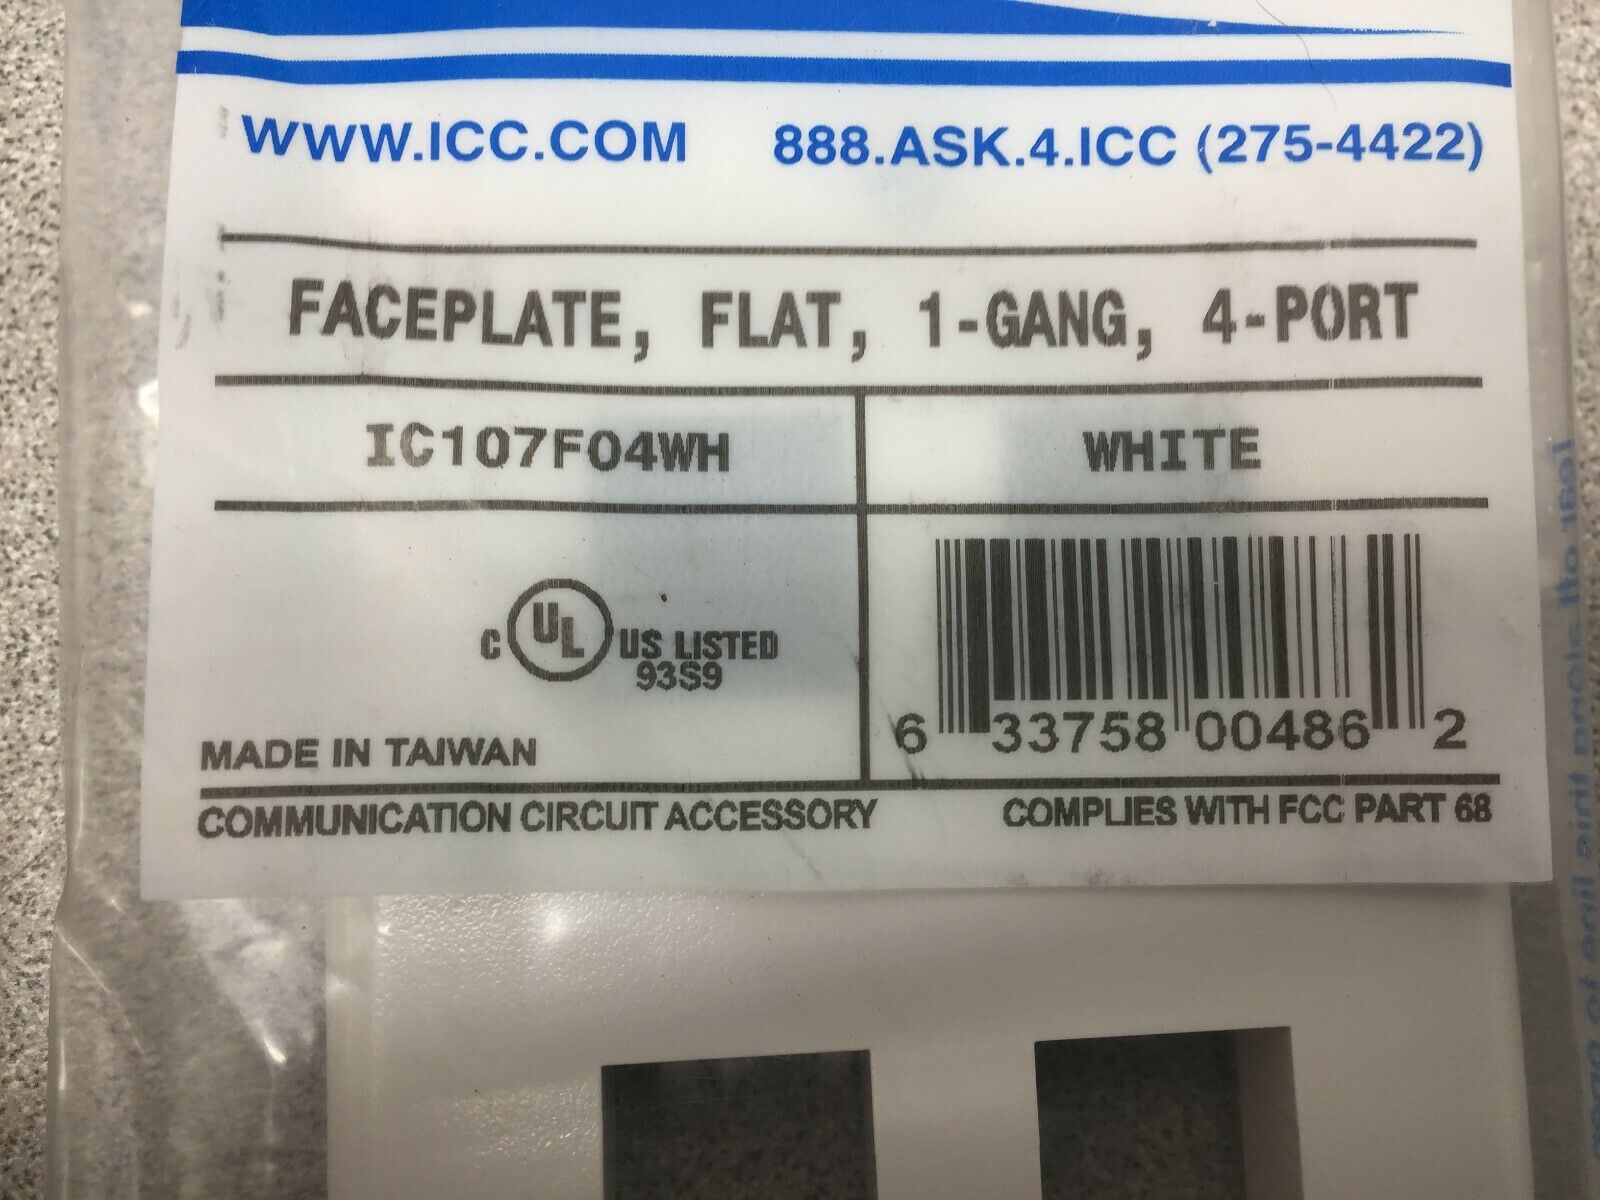 WWW.ICC.COM 888.ASK.4.ICC (275-4422)
FACEPLATE, FLAT, 1-GANG, 4-PORT
IC107F04WH WHITE
C UL US LISTED
93S9
6 33758 00486 2
MADE IN TAIWAN
COMMUNICATION CIRCUIT ACCESSORY COMPLIES WITH FCC PART 68